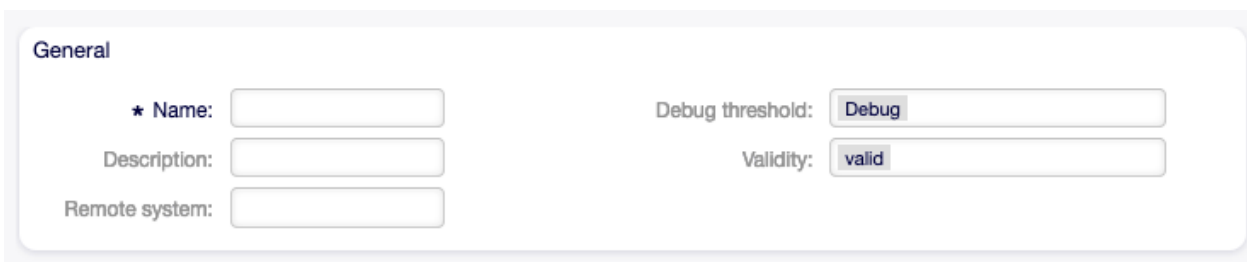 General
★ Name:
Debug threshold: Debug
Description:
Validity: valid
Remote system: